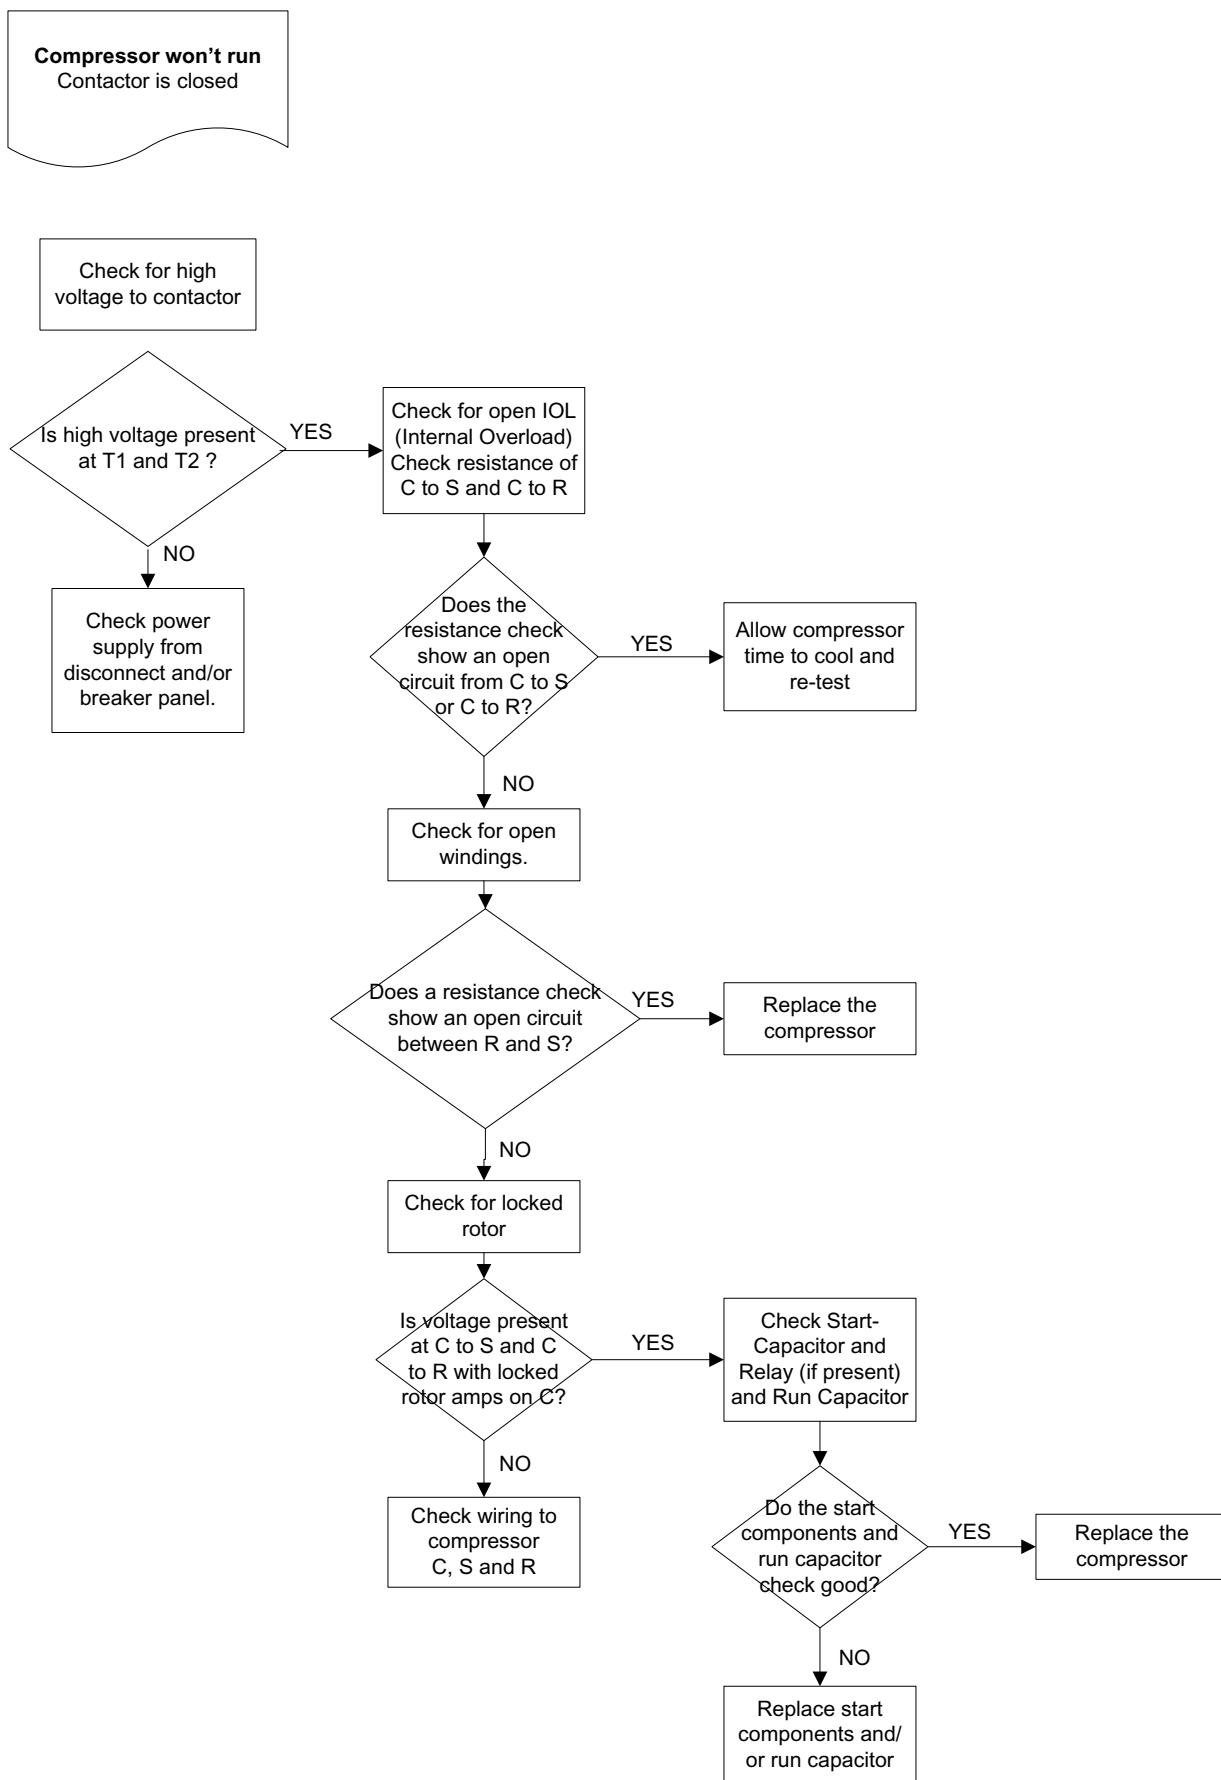 Compressor won't run
Contactor is closed
Check for high
voltage to contactor
Is high voltage present
at T1 and T2 ?
YES
NO
Check power
supply from
disconnect and/or
breaker panel.
Check for open IOL
(Internal Overload)
Check resistance of
C to S and C to R
Does the
resistance check
show an open
circuit from C to S
or C to R?
YES
Allow compressor
time to cool and
re-test
NO
Check for open
windings.
Does a resistance check
show an open circuit
between R and S?
YES
Replace the
compressor
NO
Check for locked
rotor
Is voltage present
at C to S and C
to R with locked
rotor amps on C?
YES
NO
Check wiring to
compressor
C, S and R
Check Start-
Capacitor and
Relay (if present)
and Run Capacitor
Do the start
components and
run capacitor
check good?
YES
Replace the
compressor
NO
Replace start
components and/
or run capacitor